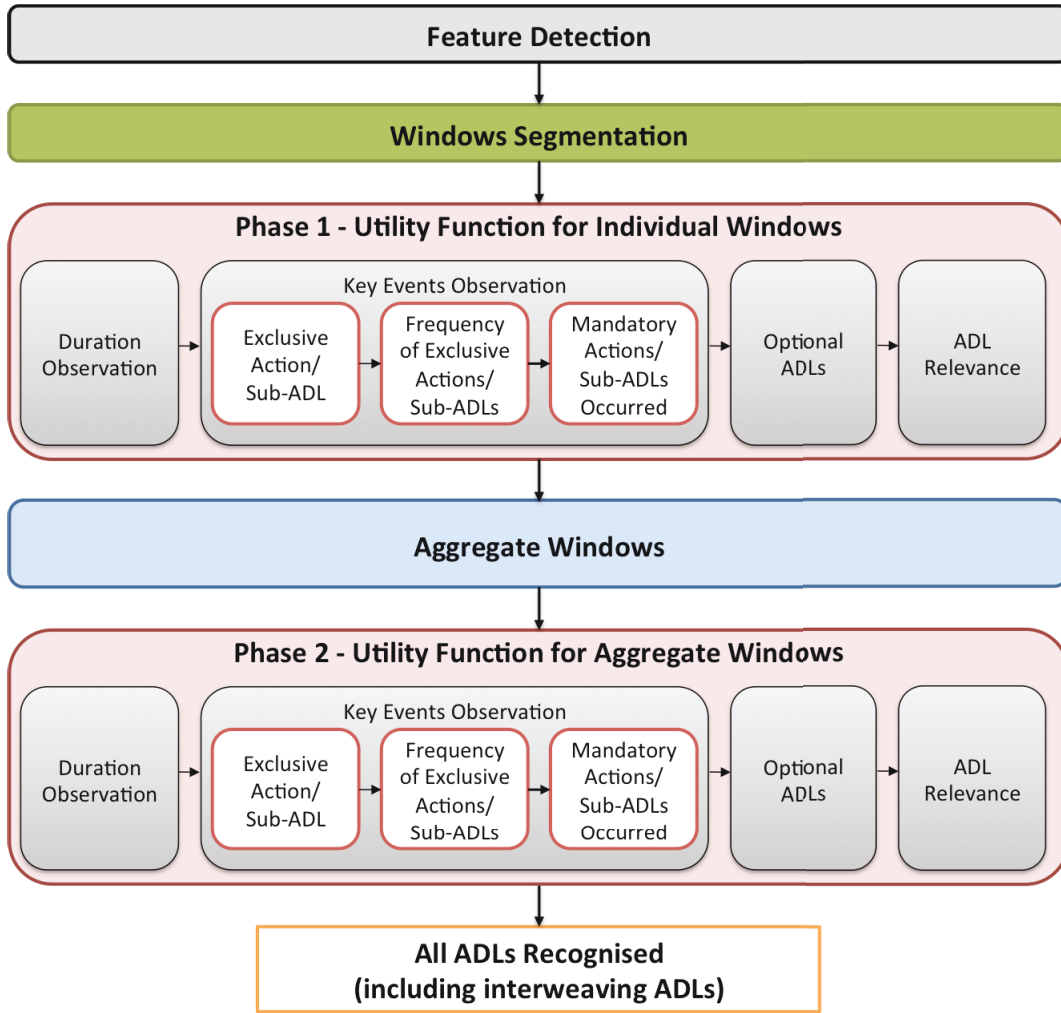 Feature Detection
Windows Segmentation
Phase 1 - Utility Function for Individual Windows
Duration
Observation
Key Events Observation
Exclusive
Action/
Sub-ADL
Frequency
of Exclusive
Actions/
Sub-ADLs
Mandatory
Actions/
Sub-ADLs
Occurred
Optional
ADLs
ADL
Relevance
Aggregate Windows
Phase 2 - Utility Function for Aggregate Windows
Duration
Observation
Key Events Observation
Exclusive
Action/
Sub-ADL
Frequency
of Exclusive
Actions/
Sub-ADLs
Mandatory
Actions/
Sub-ADLs
Occurred
Optional
ADLs
ADL
Relevance
All ADLs Recognised
(including interweaving ADLs)